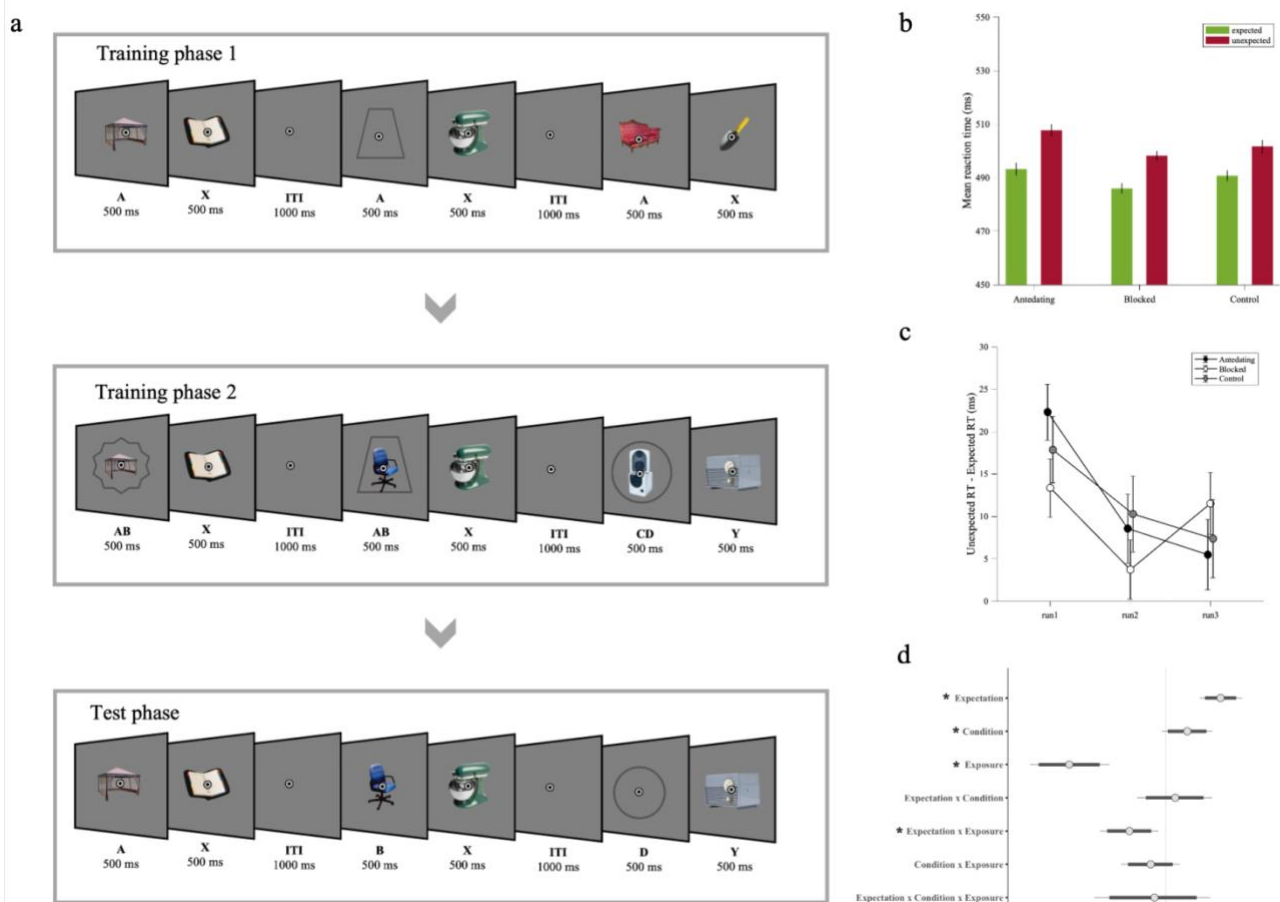 a
Training phase 1
A X ITI A X ITI A X
500 ms 500 ms 1000 ms 500 ms 500 ms 1000 ms 500 ms 500 ms
Training phase 2
AB X ITI AB X ITI CD Y
500 ms 500 ms 1000 ms 500 ms 500 ms 1000 ms 500 ms 500 ms
Test phase
A X ITI B X ITI D Y
500 ms 500 ms 1000 ms 500 ms 500 ms 1000 ms 500 ms 500 ms
b
Mean reaction time (ms)
550
530
510
490
470
450
expected
unexpected
Antedating Blocked Control
c
Unexpected RT - Expected RT (ms)
30
25
20
15
10
5
0
Antedating
Blocked
Control
run1 run2 run3
d
* Expectation
* Condition
* Exposure
Expectation x Condition
* Expectation x Exposure
Condition x Exposure
Expectation x Condition x Exposure